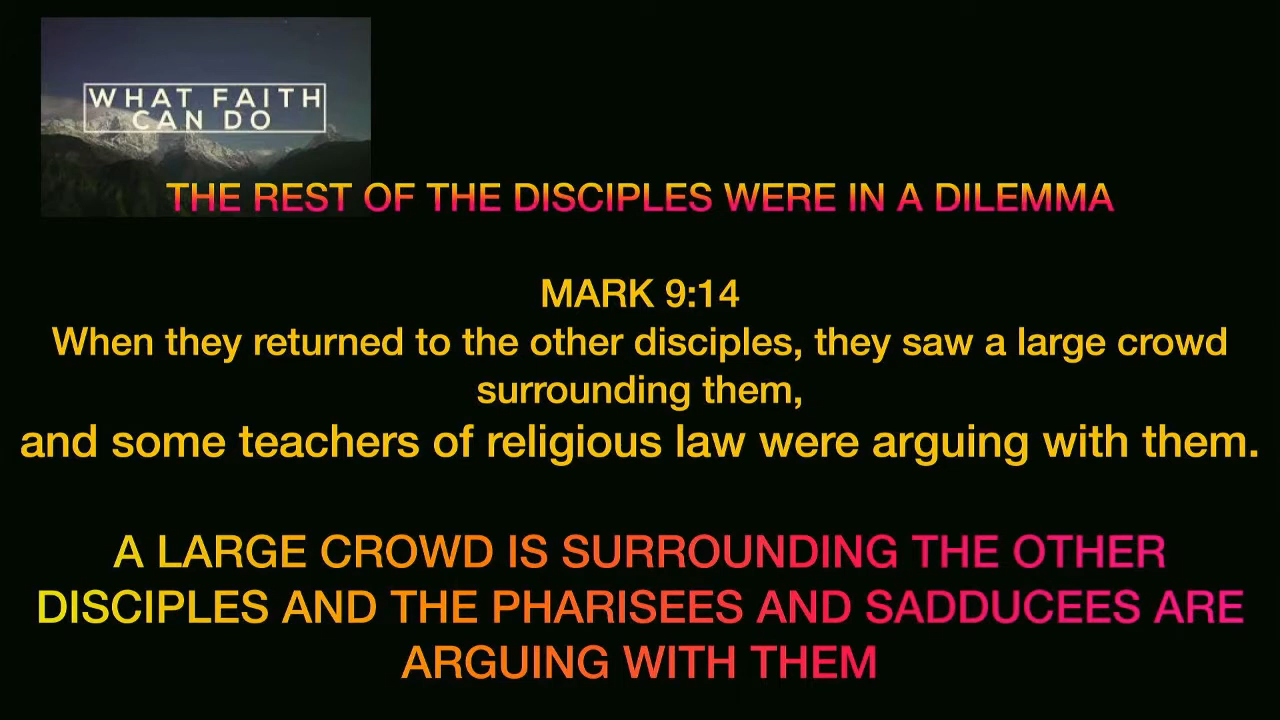 WHAT FAITH
CAN DO
THE REST OF THE DISCIPLES WERE IN A DILEMMA
MARK 9:14
When they returned to the other disciples, they saw a large crowd
surrounding them,
and some teachers of religious law were arguing with them.
A LARGE CROWD IS SURROUNDING THE OTHER
DISCIPLES AND THE PHARISEES AND SADDUCEES ARE
ARGUING WITH THEM